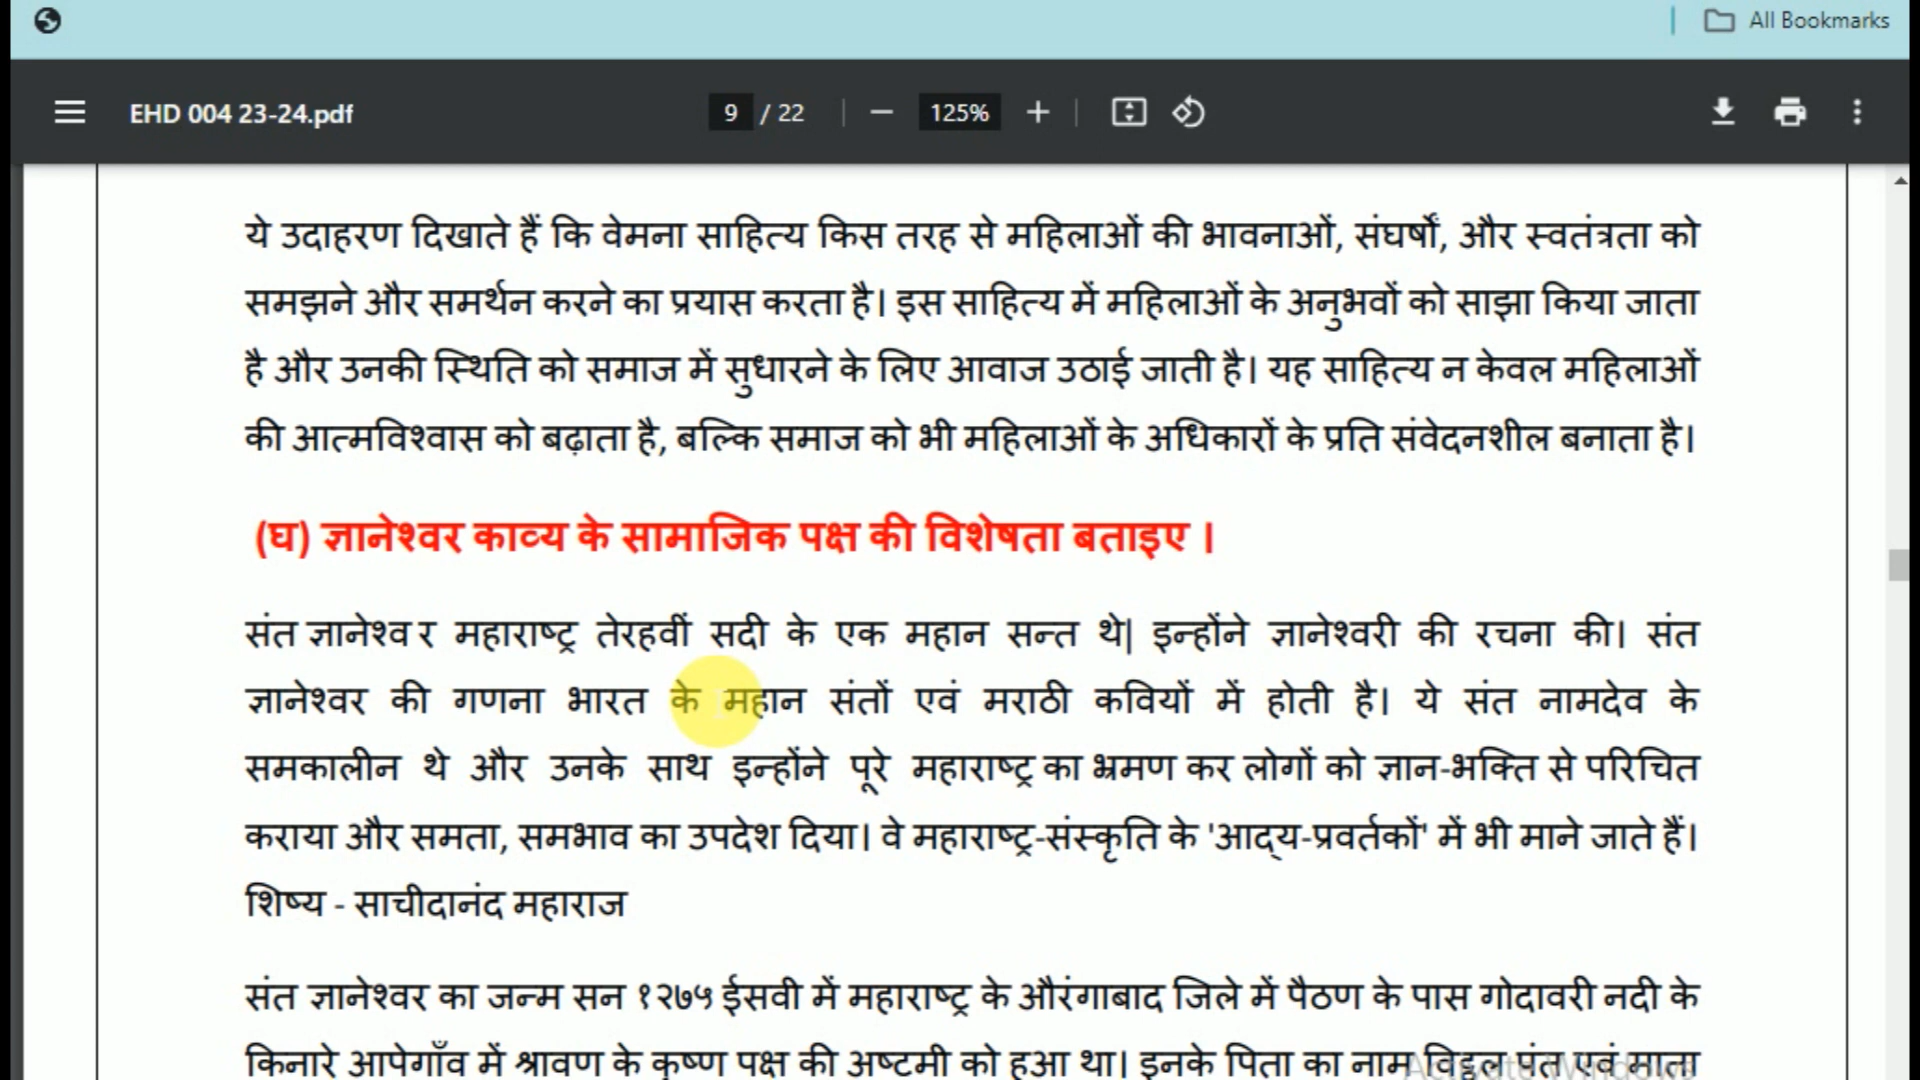 All Bookmarks
EHD 004 23-24.pdf
9 / 22
125%
ये उदाहरण दिखाते हैं कि वेमना साहित्य किस तरह से महिलाओं की भावनाओं, संघर्षों, और स्वतंत्रता को
समझने और समर्थन करने का प्रयास करता है। इस साहित्य में महिलाओं के अनुभवों को साझा किया जाता
है और उनकी स्थिति को समाज में सुधारने के लिए आवाज उठाई जाती है। यह साहित्य न केवल महिलाओं
की आत्मविश्वास को बढ़ाता है, बल्कि समाज को भी महिलाओं के अधिकारों के प्रति संवेदनशील बनाता है।
(घ) ज्ञानेश्वर काव्य के सामाजिक पक्ष की विशेषता बताइए ।
संत ज्ञानेश्व र महाराष्ट्र तेरहवीं सदी के एक महान सन्त थे| इन्होंने ज्ञानेश्वरी की रचना की। संत
ज्ञानेश्वर की गणना भारत के महान संतों एवं मराठी कवियों में होती है। ये संत नामदेव के
समकालीन थे और उनके साथ इन्होंने पूरे महाराष्ट्र का भ्रमण कर लोगों को ज्ञान-भक्ति से परिचित
कराया और समता, समभाव का उपदेश दिया। वे महाराष्ट्र-संस्कृति के 'आद्य-प्रवर्तकों' में भी माने जाते हैं।
शिष्य - साचीदानंद महाराज
संत ज्ञानेश्वर का जन्म सन १२७५ ईसवी में महाराष्ट्र के औरंगाबाद जिले में पैठण के पास गोदावरी नदी के
किनारे आपेगाँव में श्रावण के कृष्ण पक्ष की अष्टमी को हुआ था। इनके पिता का नाम विट्ठल पंत एवं माता
Activate Windows